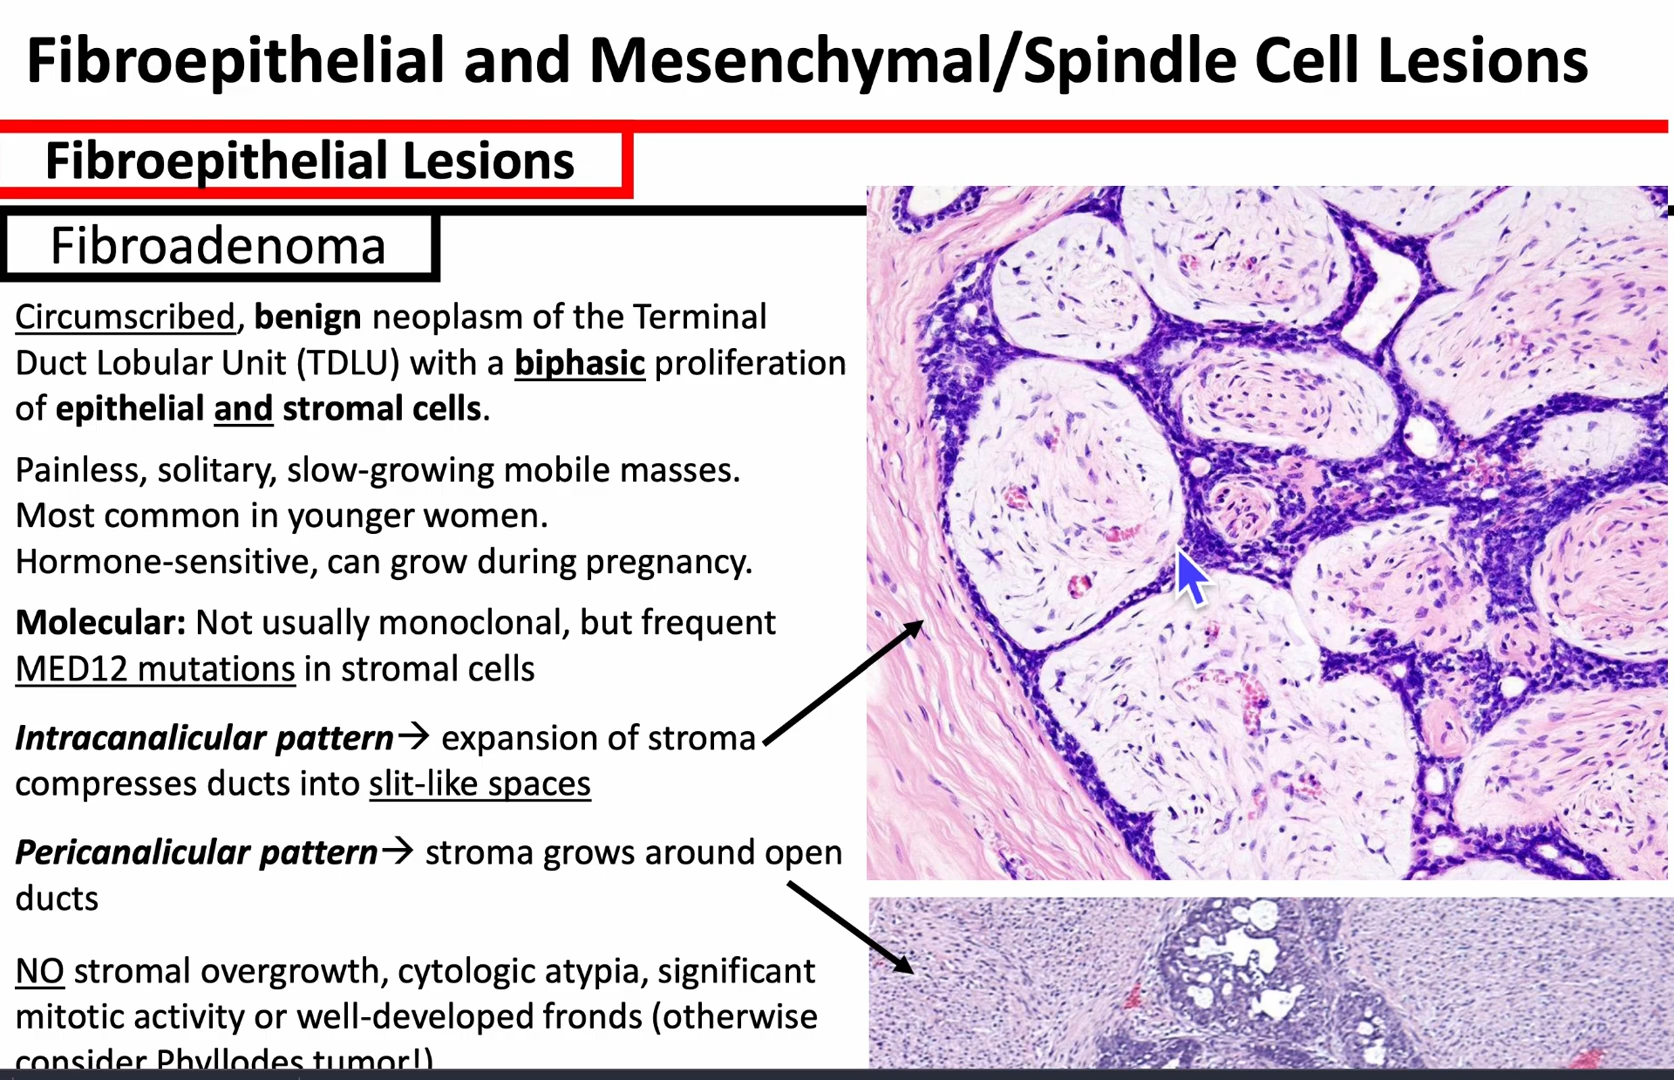 Fibroepithelial and Mesenchymal/Spindle Cell Lesions
Fibroepithelial Lesions
Fibroadenoma
Circumscribed, benign neoplasm of the Terminal
Duct Lobular Unit (TDLU) with a biphasic proliferation
of epithelial and stromal cells.
Painless, solitary, slow-growing mobile masses.
Most common in younger women.
Hormone-sensitive, can grow during pregnancy.
Molecular: Not usually monoclonal, but frequent
MED12 mutations in stromal cells
Intracanalicular pattern→ expansion of stroma
compresses ducts into slit-like spaces
Pericanalicular pattern→ stroma grows around open
ducts
NO stromal overgrowth, cytologic atypia, significant
mitotic activity or well-developed fronds (otherwise
consider Phyllodes tumor!)